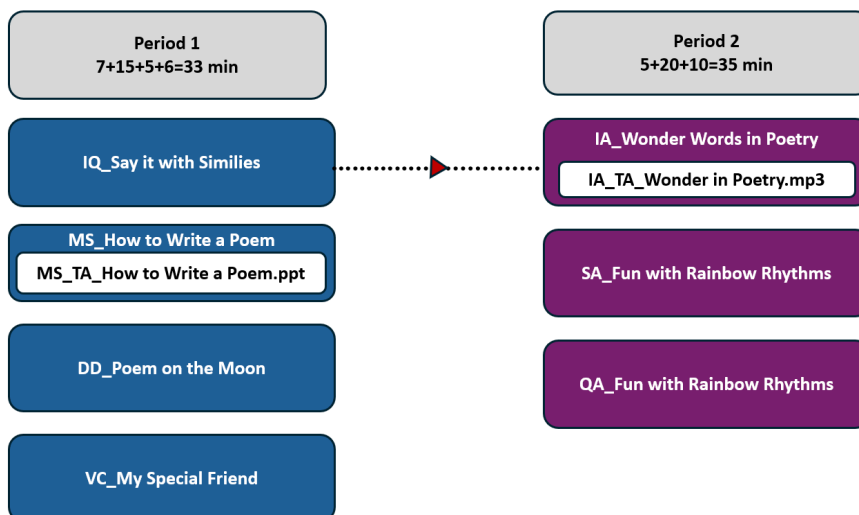 Period 1
7+15+5+6=33 min
IQ_Say it with Similies
MS_How to Write a Poem
MS_TA_How to Write a Poem.ppt
DD_Poem on the Moon
VC_My Special Friend
Period 2
5+20+10=35 min
IA_Wonder Words in Poetry
IA_TA_Wonder in Poetry.mp3
SA_Fun with Rainbow Rhythms
QA_Fun with Rainbow Rhythms